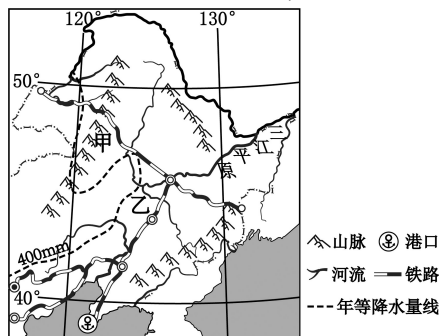 120° 130°
50°
甲
三江平原
乙
400mm
40°
山脉 港口
河流 铁路
年等降水量线